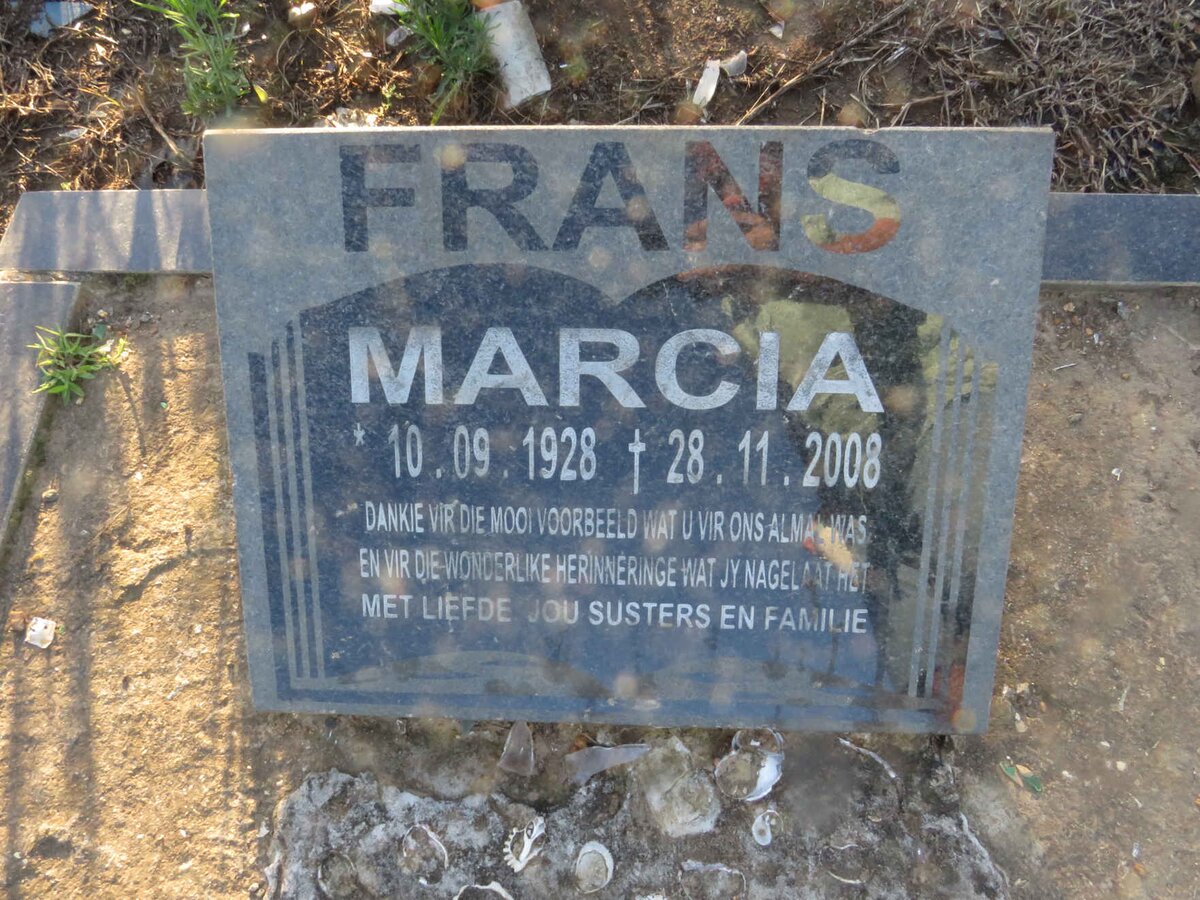 FRANS
MARCIA
* 10 . 09 . 1928 † 28 . 11 . 2008
DANKIE VIR DIE MOOI VOORBEELD WAT U VIR ONS ALMAL WAS
EN VIR DIE WONDERLIKE HERINNERINGE WAT JY NAGELAAT HET
MET LIEFDE JOU SUSTERS EN FAMILIE